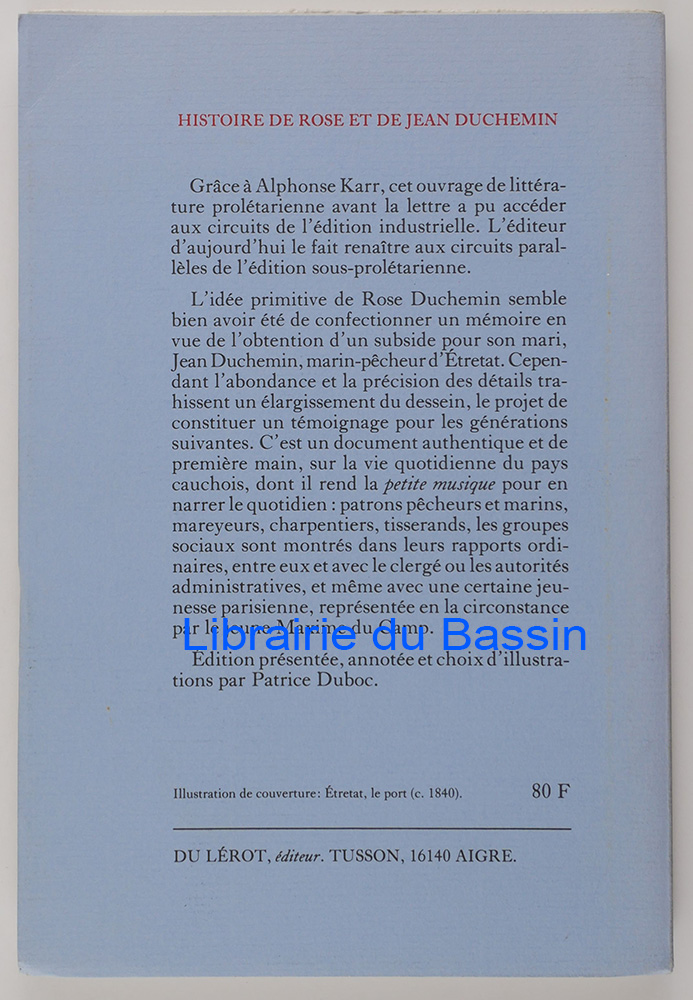 HISTOIRE DE ROSE ET DE JEAN DUCHEMIN
Grâce à Alphonse Karr, cet ouvrage de littéra-
ture prolétarienne avant la lettre a pu accéder
aux circuits de l'édition industrielle. L'éditeur
d'aujourd'hui le fait renaître aux circuits paral-
lèles de l'édition sous-prolétarienne.
L'idée primitive de Rose Duchemin semble
bien avoir été de confectionner un mémoire en
vue de l'obtention d'un subside pour son mari,
Jean Duchemin, marin-pêcheur d'Étretat. Cepen-
dant l'abondance et la précision des détails tra-
hissent un élargissement du dessein, le projet de
constituer un témoignage pour les générations
suivantes. C'est un document authentique et de
première main, sur la vie quotidienne du pays
cauchois, dont il rend la petite musique pour en
narrer le quotidien : patrons pêcheurs et marins,
mareyeurs, charpentiers, tisserands, les groupes
sociaux sont montrés dans leurs rapports ordi-
naires, entre eux et avec le clergé ou les autorités
administratives, et même avec une certaine jeu-
nesse parisienne, représentée en la circonstance
par le jeune Maxime du Camp.
Librairie du Bassin
Édition présentée, annotée et choix d'illustra-
tions par Patrice Duboc.
Illustration de couverture: Étretat, le port (c. 1840). 80 F
DU LÉROT, éditeur. TUSSON, 16140 AIGRE.